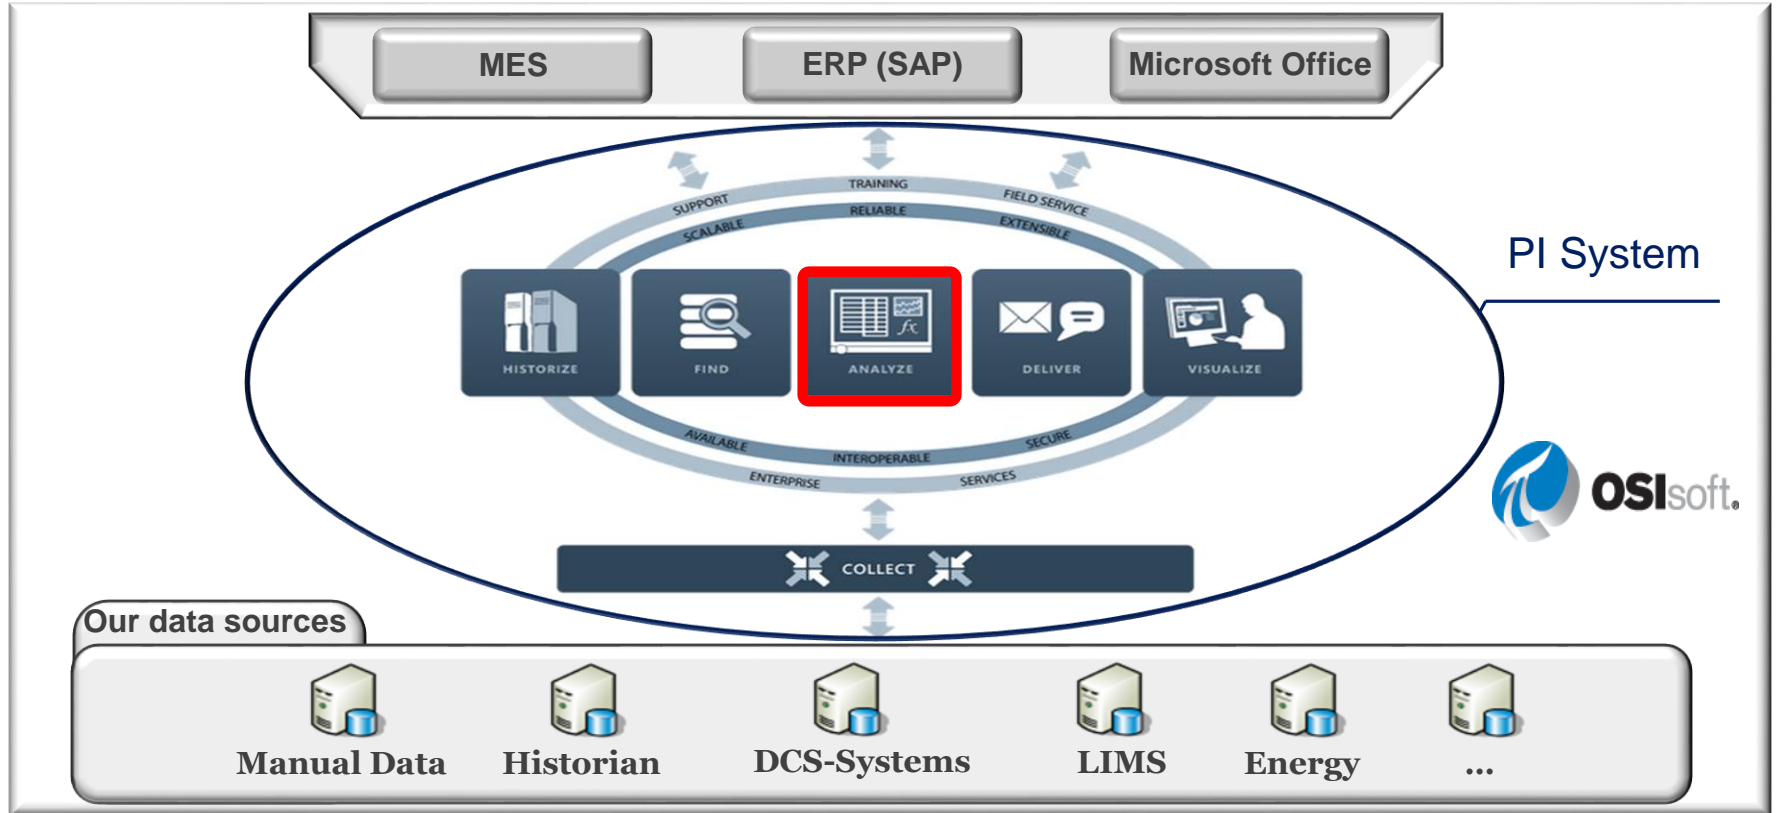 MES
ERP (SAP)
Microsoft Office
TRAINING
SUPPORT
FIELD SERVICE
RELIABLE
SCALABLE
EXTENSIBLE
PI System
fx
HISTORIZE
FIND
ANALYZE
DELIVER
VISUALIZE
AVAILABLE
INTEROPERABLE
SECURE
ENTERPRISE
SERVICES
OSIsoft®
COLLECT
Our data sources
Manual Data
Historian
DCS-Systems
LIMS
Energy
...